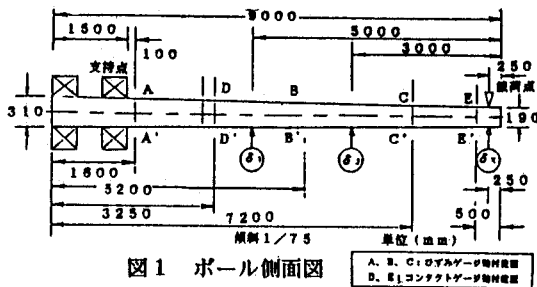 9000
1500
5000
3000
100
250
支持点
載荷点
A
D
B
C
E
310
190
A'
D'
B'
C'
E'
δ₁
δ₂
1600
5200
250
3250
500
7200
傾斜1/75
単位(mm)
図1 ポール側面図
A、B、C:ひずみゲージ貼付位置
D、E:コンタクトゲージ貼付位置